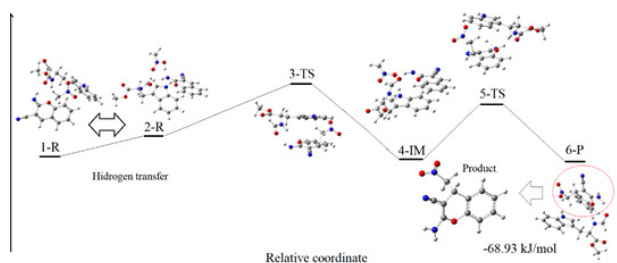 3-TS
5-TS
2-R
1-R
4-IM
6-P
Hidrogen transfer
Product
-68.93 kJ/mol
Relative coordinate